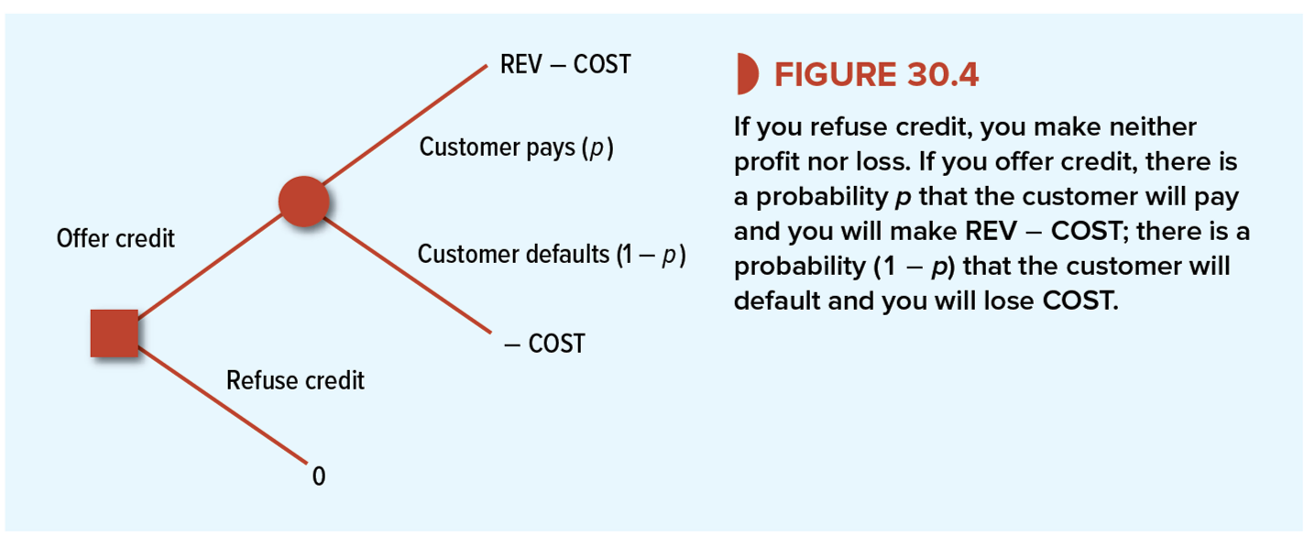 REV – COST
Customer pays (p)
Offer credit
Customer defaults (1 – p)
– COST
Refuse credit
0
FIGURE 30.4
If you refuse credit, you make neither
profit nor loss. If you offer credit, there is
a probability p that the customer will pay
and you will make REV – COST; there is a
probability (1 – p) that the customer will
default and you will lose COST.